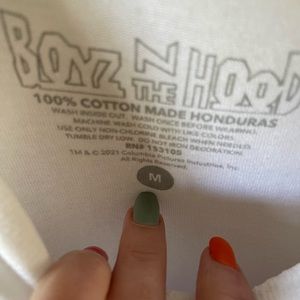 BOYZ N THE HOOD
100% COTTON MADE HONDURAS
WASH INSIDE OUT. WASH ONCE BEFORE WEARING.
MACHINE WASH COLD WITH LIKE COLORS.
USE ONLY NON-CHLORINE, BLEACH WHEN NEEDED.
TUMBLE DRY LOW. DO NOT IRON DECORATION.
RN# 153105
TM & © 2021 Columbia Pictures Industries, Inc.
All Rights Reserved.
M